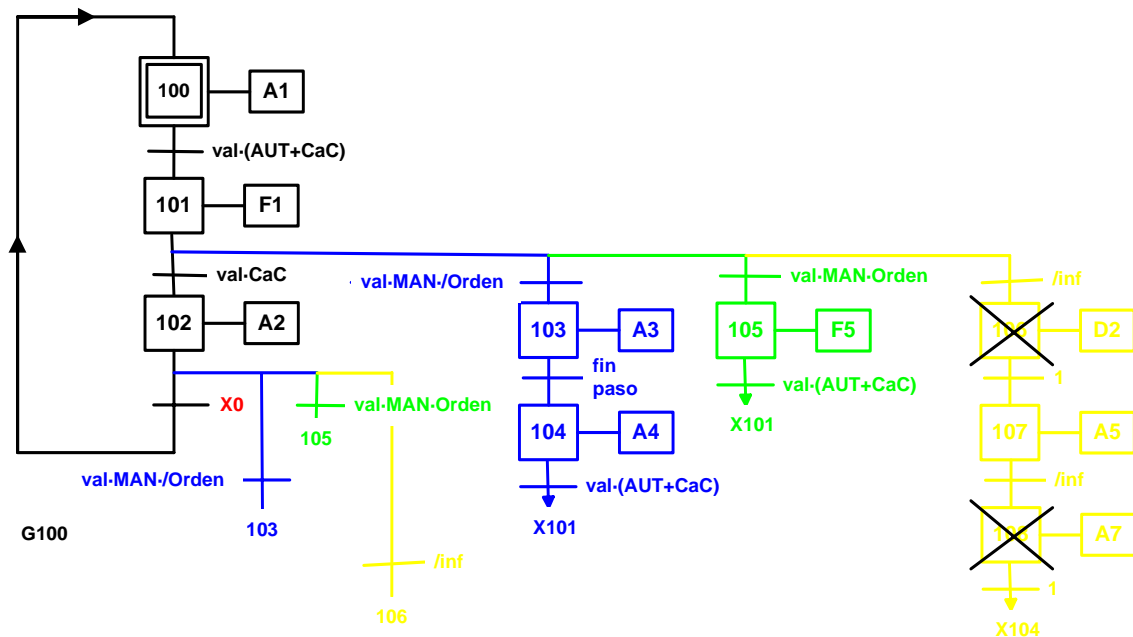 100 A1
val·(AUT+CaC)
101 F1
val·CaC
val·MAN·/Orden
val·MAN·Orden
/inf
102 A2
103 A3
105 F5
106 D2
fin
paso
1
X0
val·MAN·Orden
105
val·(AUT+CaC)
X101
104 A4
107 A5
val·MAN·/Orden
103
val·(AUT+CaC)
X101
/inf
G100
108 A7
/inf
106
1
X104